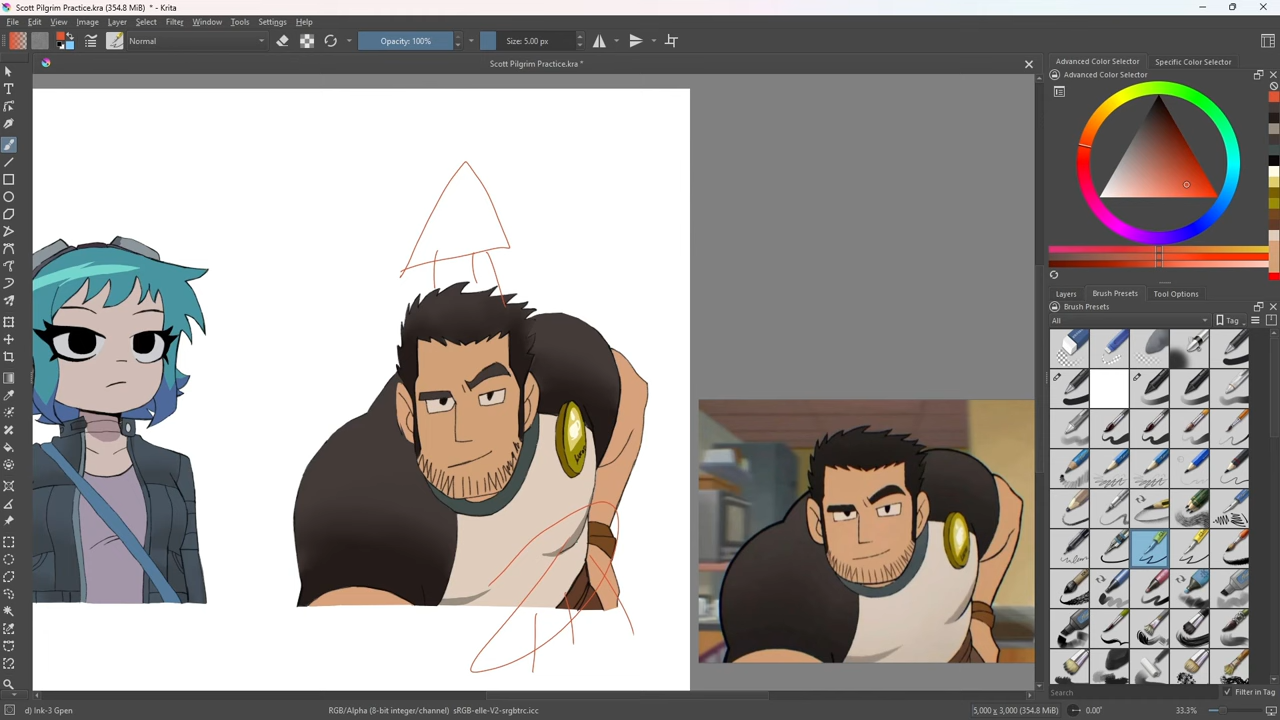 Scott Pilgrim Practice.kra (354.8 MiB) * - Krita
File Edit View Image Layer Select Filter Window Tools Settings Help
Normal Opacity: 100% Size: 5.00 px
Scott Pilgrim Practice.kra *
Advanced Color Selector Specific Color Selector
Advanced Color Selector
Layers Brush Presets Tool Options
Brush Presets
All Tag
Search Filter in Tag
d) Ink-3 Gpen RGB/Alpha (8-bit integer/channel) sRGB-elle-V2-srgbtrc.icc 5,000 x 3,000 (354.8 MiB) 0.00° 33.3%